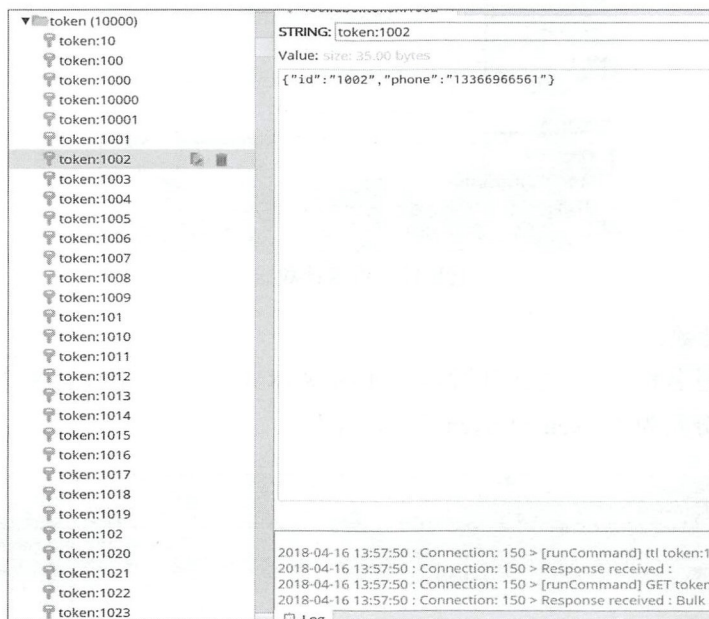 token (10000)
token:10
token:100
token:1000
token:10000
token:10001
token:1001
token:1002
token:1003
token:1004
token:1005
token:1006
token:1007
token:1008
token:1009
token:101
token:1010
token:1011
token:1012
token:1013
token:1014
token:1015
token:1016
token:1017
token:1018
token:1019
token:102
token:1020
token:1021
token:1022
token:1023
STRING: token:1002
Value: size: 35.00 bytes
{"id":"1002","phone":"13366966561"}
2018-04-16 13:57:50 : Connection: 150 > [runCommand] ttl token:1
2018-04-16 13:57:50 : Connection: 150 > Response received :
2018-04-16 13:57:50 : Connection: 150 > [runCommand] GET token
2018-04-16 13:57:50 : Connection: 150 > Response received : Bulk
Log